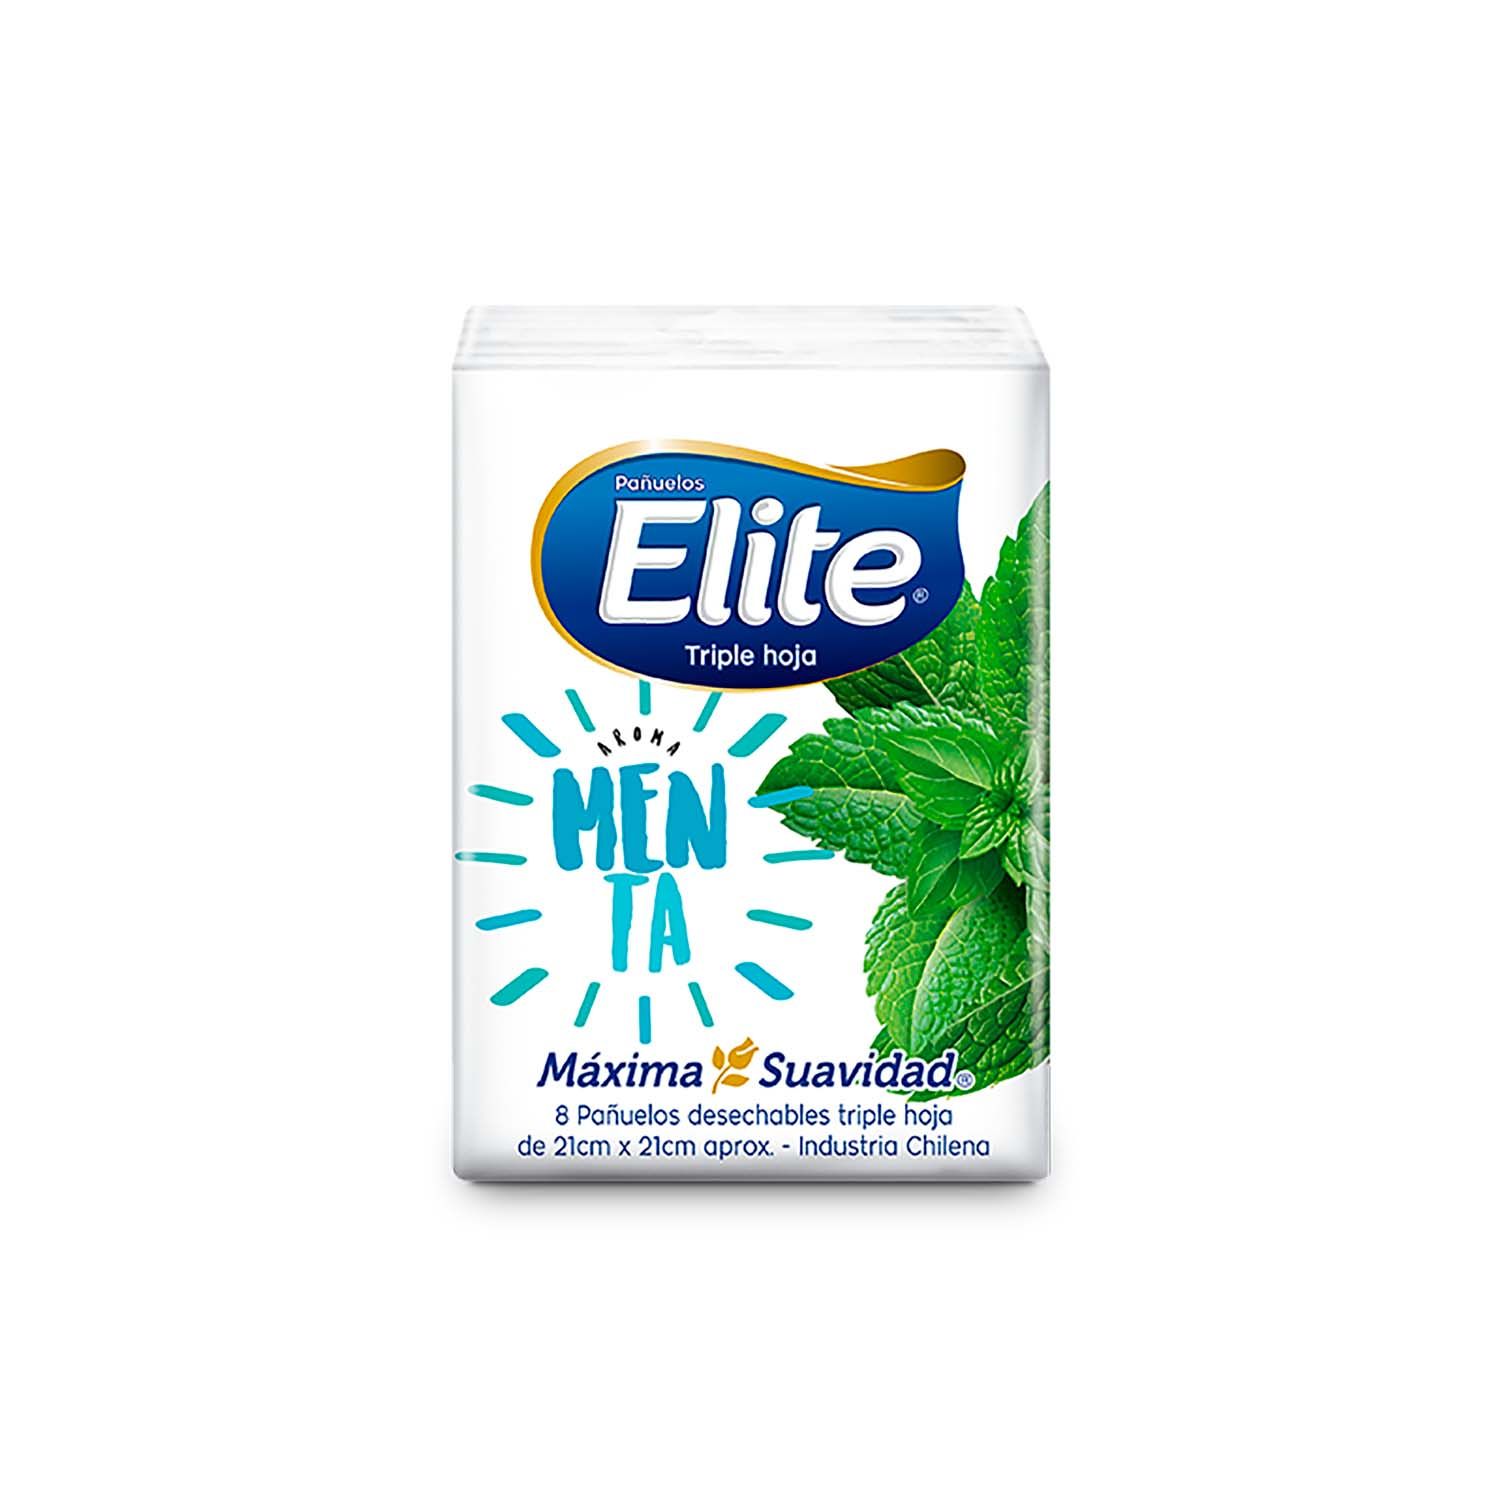 Pañuelos
Elite®
Triple hoja
AROMA
MEN
TA
Máxima Suavidad®
8 Pañuelos desechables triple hoja
de 21cm x 21cm aprox. - Industria Chilena